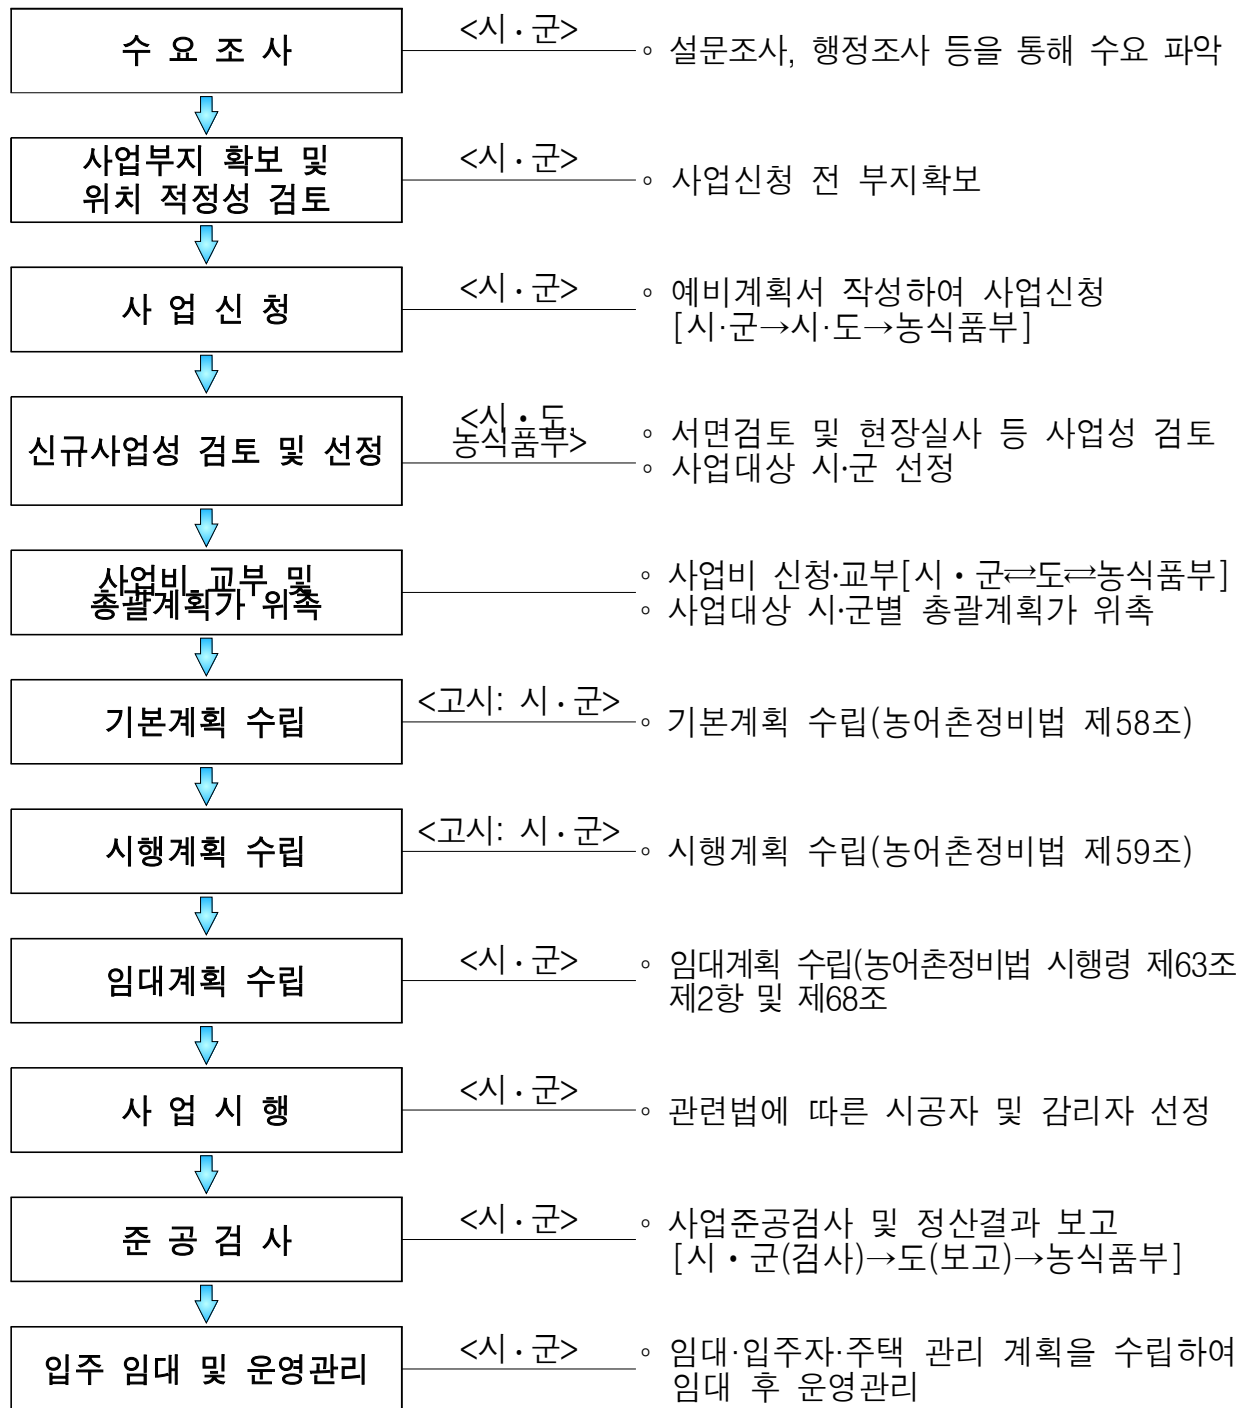 수 요 조 사
<시·군>
◦ 설문조사, 행정조사 등을 통해 수요 파악
사업부지 확보 및
위치 적정성 검토
<시·군>
◦ 사업신청 전 부지확보
사 업 신 청
<시·군>
◦ 예비계획서 작성하여 사업신청
[시·군→시·도→농식품부]
신규사업성 검토 및 선정
<시·도,
농식품부>
◦ 서면검토 및 현장실사 등 사업성 검토
◦ 사업대상 시·군 선정
사업비 교부 및
총괄계획가 위촉
◦ 사업비 신청·교부[시·군⇄도⇄농식품부]
◦ 사업대상 시·군별 총괄계획가 위촉
기본계획 수립
<고시: 시·군>
◦ 기본계획 수립(농어촌정비법 제58조)
시행계획 수립
<고시: 시·군>
◦ 시행계획 수립(농어촌정비법 제59조)
임대계획 수립
<시·군>
◦ 임대계획 수립(농어촌정비법 시행령 제63조
제2항 및 제68조
사 업 시 행
<시·군>
◦ 관련법에 따른 시공자 및 감리자 선정
준 공 검 사
<시·군>
◦ 사업준공검사 및 정산결과 보고
[시·군(검사)→도(보고)→농식품부]
입주 임대 및 운영관리
<시·군>
◦ 임대·입주자·주택 관리 계획을 수립하여
임대 후 운영관리